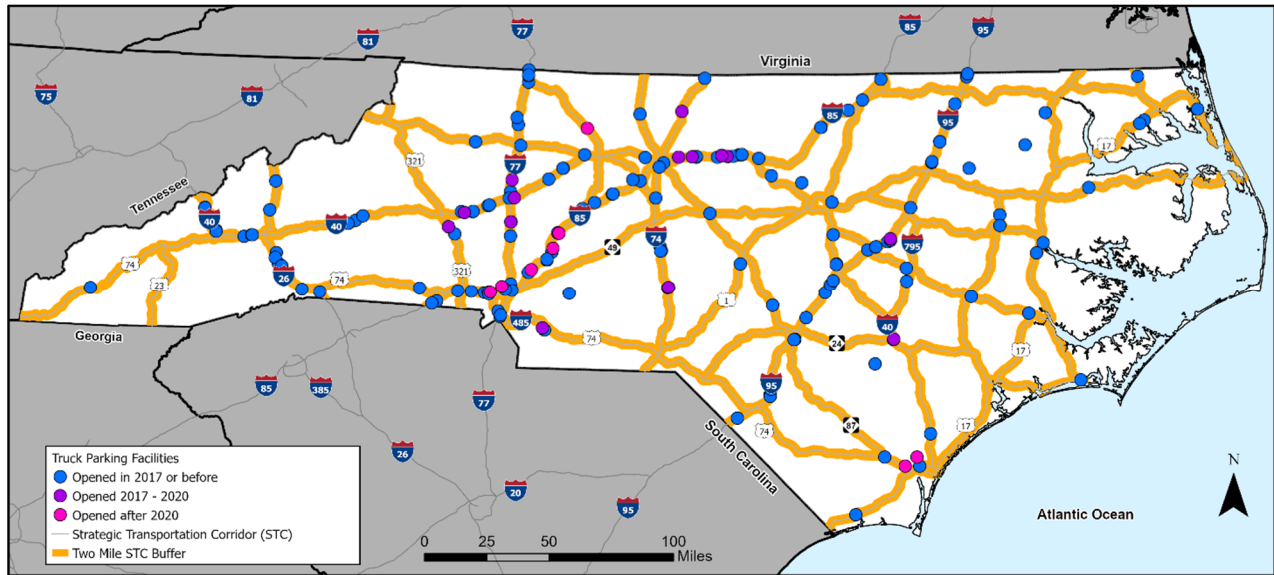 77
85
95
81
Virginia
75
81
85
95
17
321
77
Tennessee
40
40
85
49
74
795
74
23
26
74
321
1
Georgia
485
74
24
40
17
85
385
77
95
74
87
17
South Carolina
26
20
95
Truck Parking Facilities
Opened in 2017 or before
Opened 2017 - 2020
Opened after 2020
Strategic Transportation Corridor (STC)
Two Mile STC Buffer
0 25 50 100
Miles
N
Atlantic Ocean